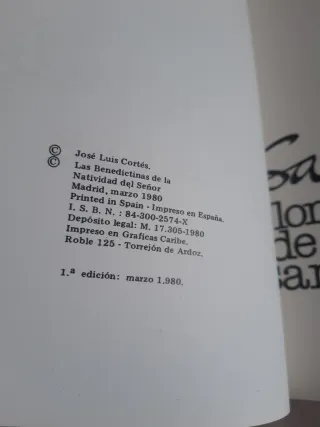 © José Luis Cortés.
© Las Benedictinas de la
Natividad del Señor
Madrid, marzo 1980
Printed in Spain - Impreso en España.
I. S. B. N. : 84-300-2574-X
Depósito legal: M. 17.305-1980
Impreso en Graficas Caribe.
Roble 125 - Torrejón de Ardoz.
1.ª edición: marzo 1.980.
de